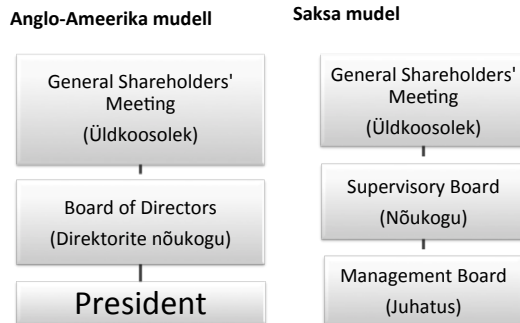 Anglo-Ameerika mudell
General Shareholders'
Meeting
(Üldkoosolek)
Board of Directors
(Direktorite nõukogu)
President
Saksa mudel
General Shareholders'
Meeting
(Üldkoosolek)
Supervisory Board
(Nõukogu)
Management Board
(Juhatus)